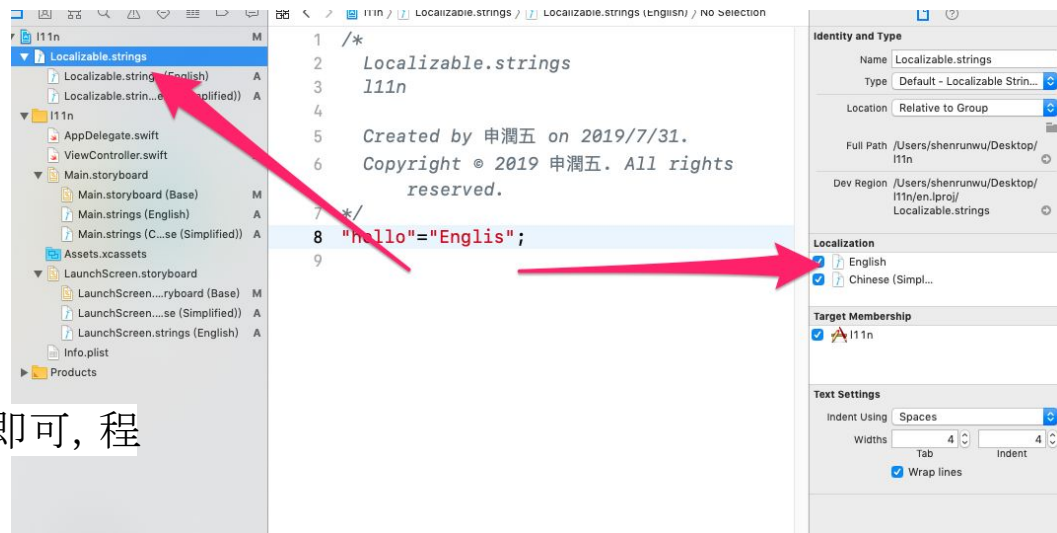 l11n 〉 Localizable.strings 〉 Localizable.strings (English) 〉 No Selection
l11n M
Localizable.strings
Localizable.strings (English) A
Localizable.strin...e (Simplified)) A
l11n
AppDelegate.swift
ViewController.swift
Main.storyboard
Main.storyboard (Base) M
Main.strings (English) A
Main.strings (C...se (Simplified)) A
Assets.xcassets
LaunchScreen.storyboard
LaunchScreen....ryboard (Base) M
LaunchScreen....se (Simplified)) A
LaunchScreen.strings (English) A
Info.plist
Products
即可, 程
1 /*
2 Localizable.strings
3 l11n
4
5 Created by 申潤五 on 2019/7/31.
6 Copyright © 2019 申潤五. All rights
reserved.
7 */
8 "hello"="Englis";
9
Identity and Type
Name Localizable.strings
Type Default - Localizable Strin...
Location Relative to Group
Full Path /Users/shenrunwu/Desktop/
l11n
Dev Region /Users/shenrunwu/Desktop/
l11n/en.lproj/
Localizable.strings
Localization
English
Chinese (Simpl...
Target Membership
l11n
Text Settings
Indent Using Spaces
Widths 4 4
Tab Indent
Wrap lines